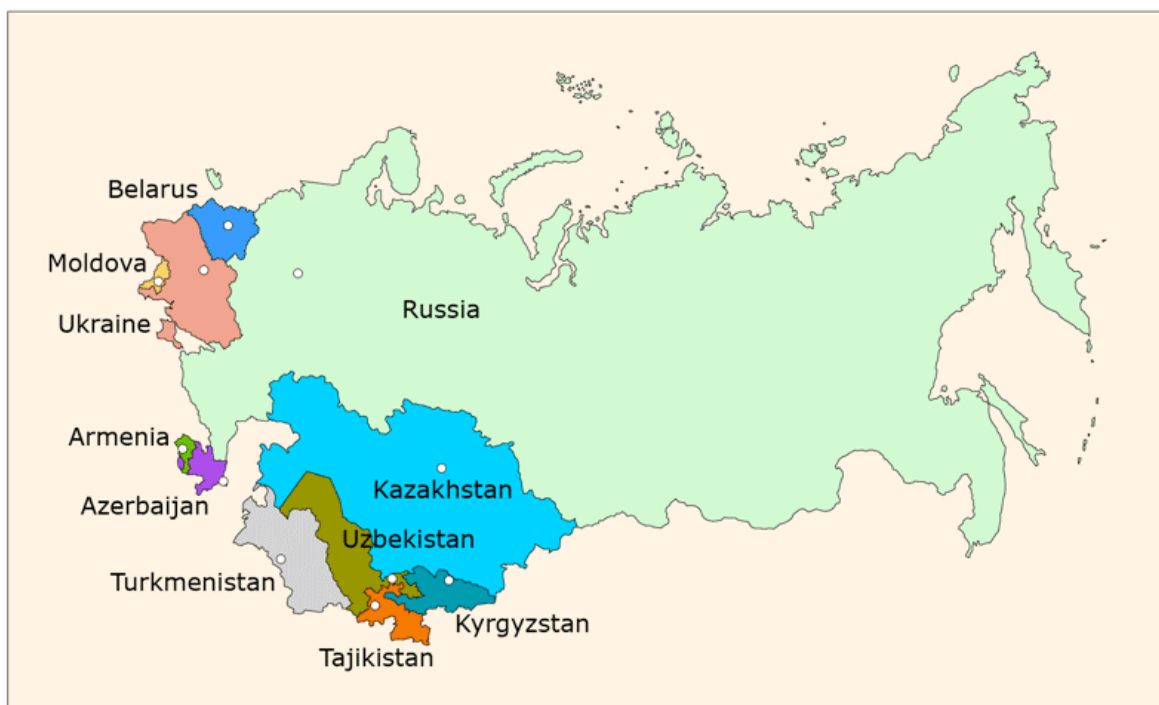 Belarus
Moldova
Russia
Ukraine
Armenia
Kazakhstan
Azerbaijan
Uzbekistan
Turkmenistan
Kyrgyzstan
Tajikistan